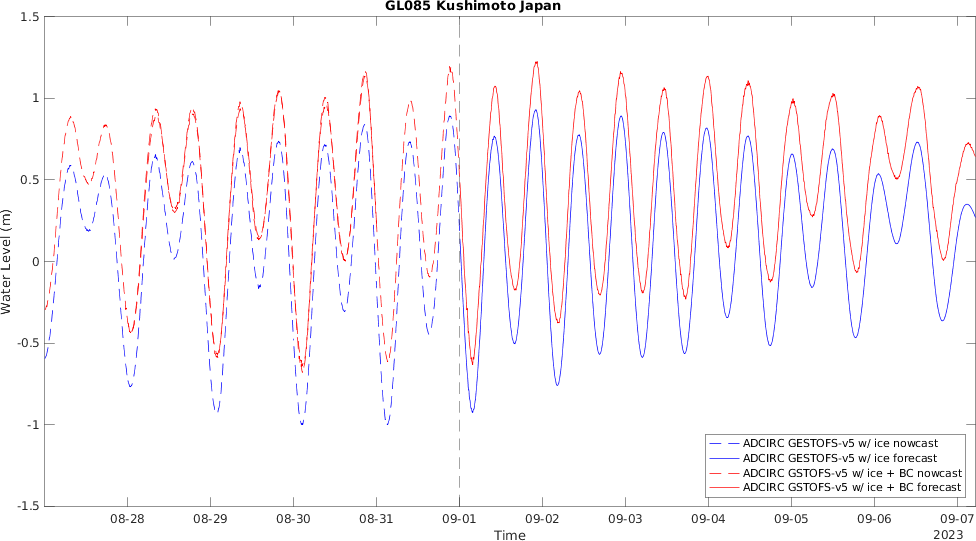 GL085 Kushimoto Japan
1.5
1
0.5
0
-0.5
-1
-1.5
Water Level (m)
08-28 08-29 08-30 08-31 09-01 09-02 09-03 09-04 09-05 09-06 09-07
Time
2023
ADCIRC GESTOFS-v5 w/ ice nowcast
ADCIRC GESTOFS-v5 w/ ice forecast
ADCIRC GSTOFS-v5 w/ ice + BC nowcast
ADCIRC GSTOFS-v5 w/ ice + BC forecast